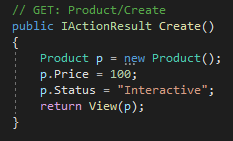 // GET: Product/Create
public IActionResult Create()
{
    Product p = new Product();
    p.Price = 100;
    p.Status = "Interactive";
    return View(p);
}